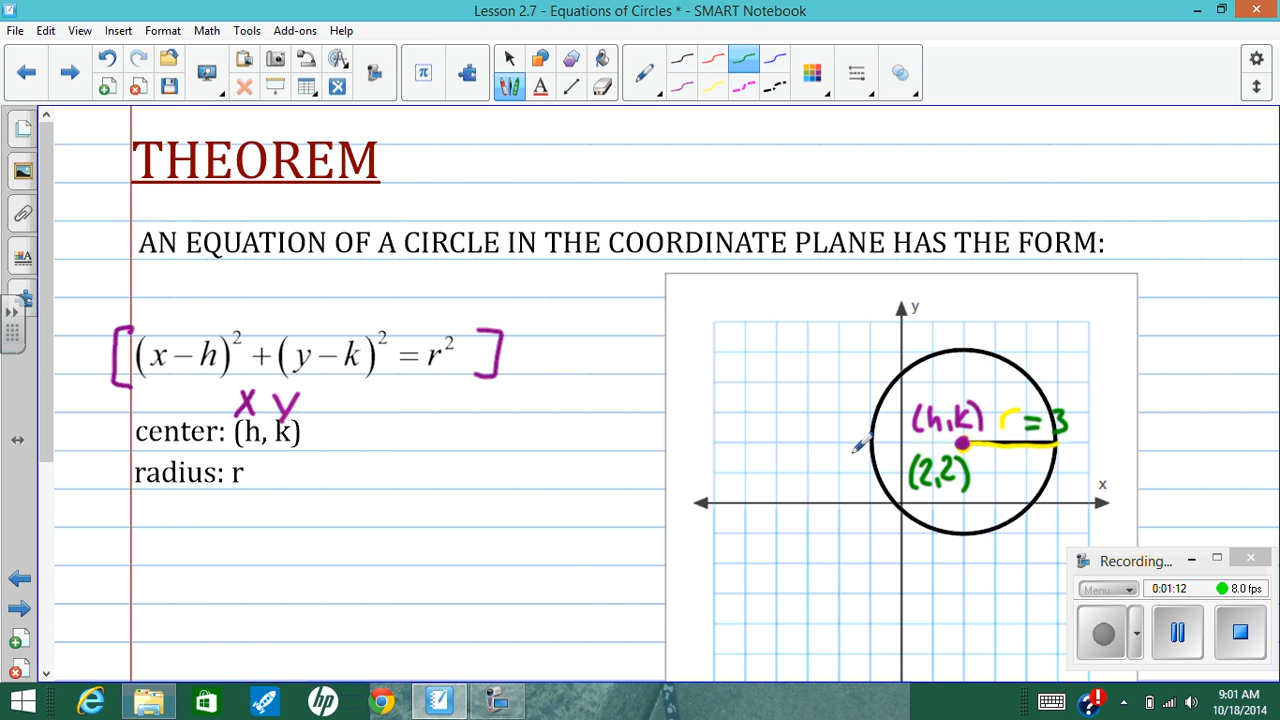 Lesson 2.7 - Equations of Circles * - SMART Notebook
File Edit View Insert Format Math Tools Add-ons Help
THEOREM
AN EQUATION OF A CIRCLE IN THE COORDINATE PLANE HAS THE FORM:
[(x − h)² + (y − k)² = r²]
x y
center: (h, k)
radius: r
y
(h,k) r = 3
(2,2)
x
Recording...
Menu 0:01:12 8.0 fps
9:01 AM
10/18/2014